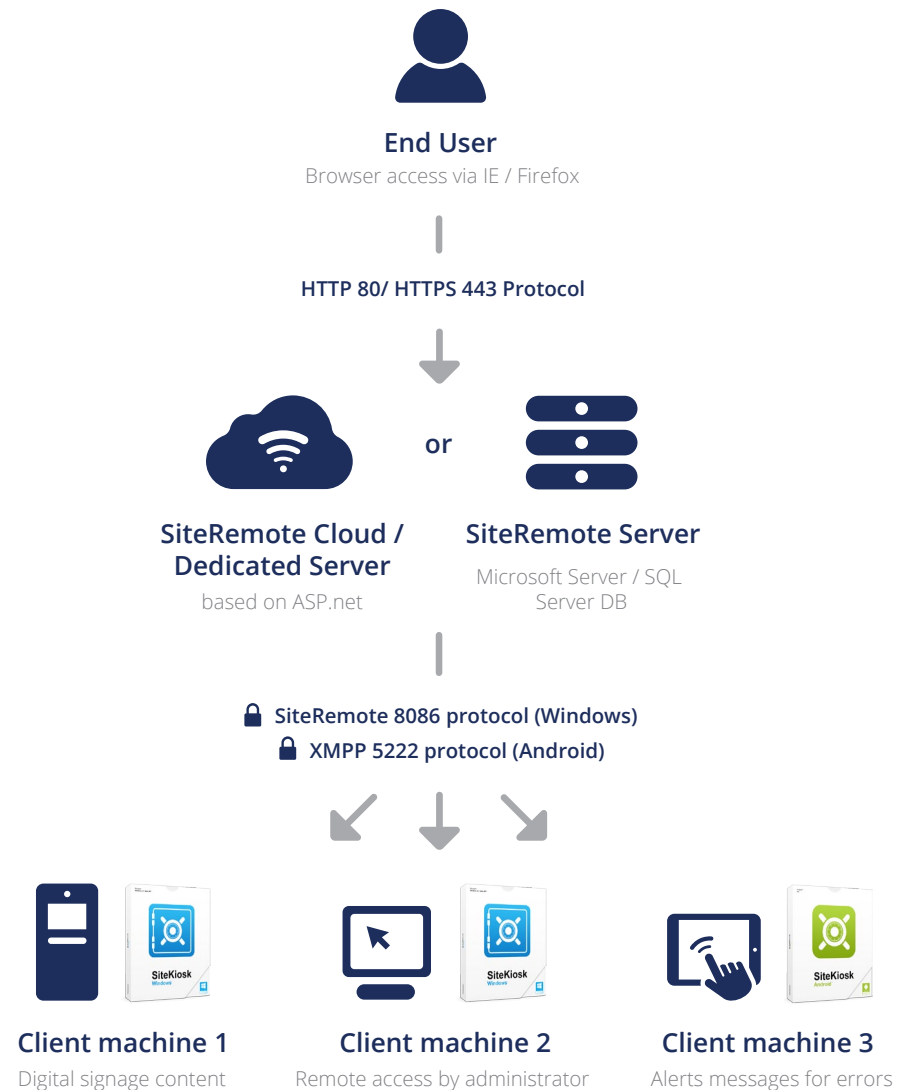 End User
Browser access via IE / Firefox
HTTP 80/ HTTPS 443 Protocol
or
SiteRemote Cloud /
Dedicated Server
based on ASP.net
SiteRemote Server
Microsoft Server / SQL
Server DB
SiteRemote 8086 protocol (Windows)
XMPP 5222 protocol (Android)
SiteKiosk
Windows
SiteKiosk
Windows
SiteKiosk
Android
Client machine 1
Digital signage content
Client machine 2
Remote access by administrator
Client machine 3
Alerts messages for errors